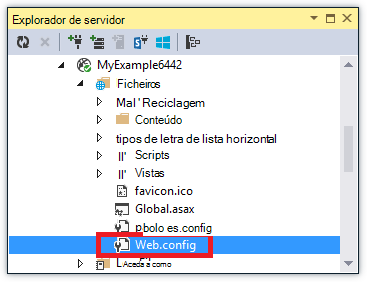 Explorador de servidor
MyExample6442
Ficheiros
Mal ' Reciclagem
Conteúdo
tipos de letra de lista horizontal
Scripts
Vistas
favicon.ico
Global.asax
pbolo es.config
Web.config
Aceda a como